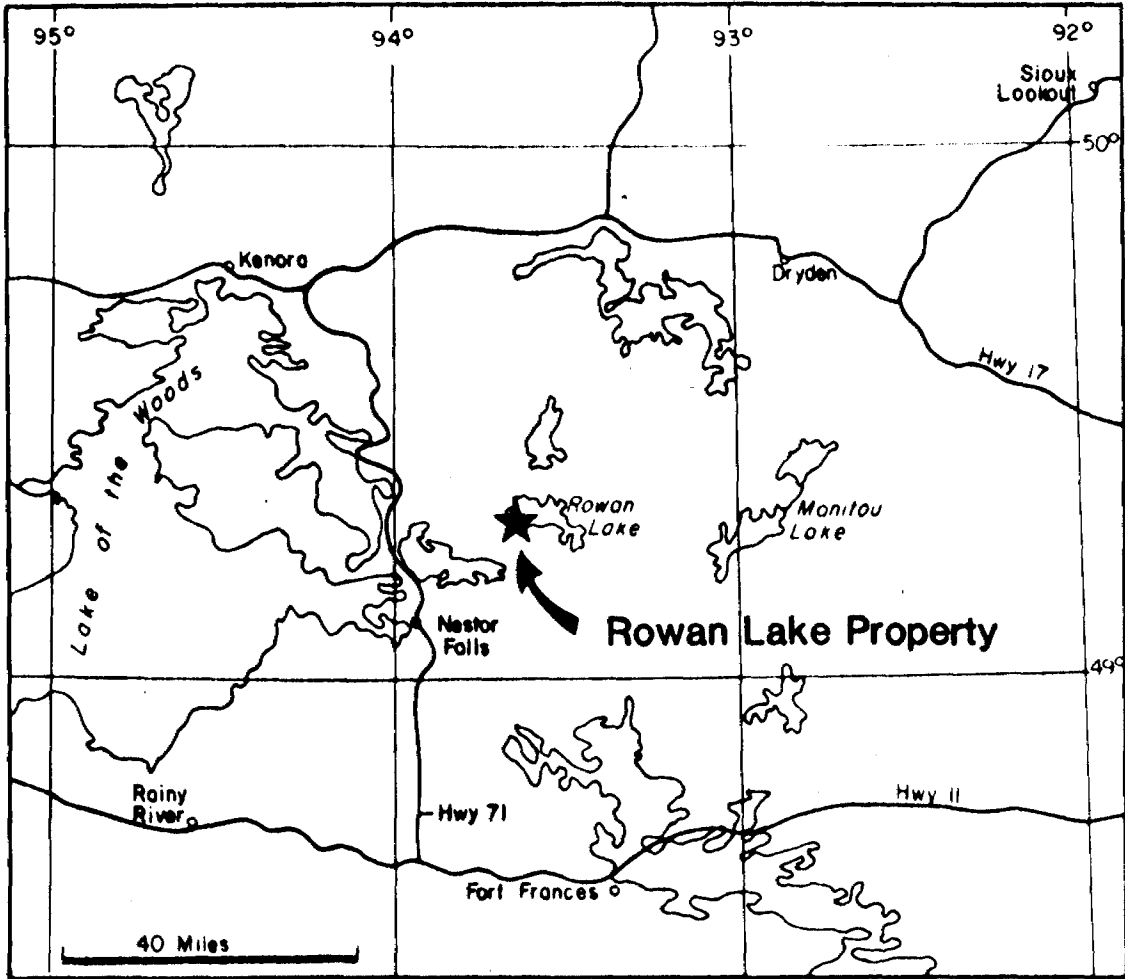 95° 94° 93° 92°
Sioux
Lookout
50°
Kenora
Dryden
Hwy 17
Lake of the Woods
Rowan
Lake
Manitou
Lake
Nestor
Falls
Rowan Lake Property
49°
Rainy
River
Hwy 71
Hwy 11
Fort Frances
40 Miles